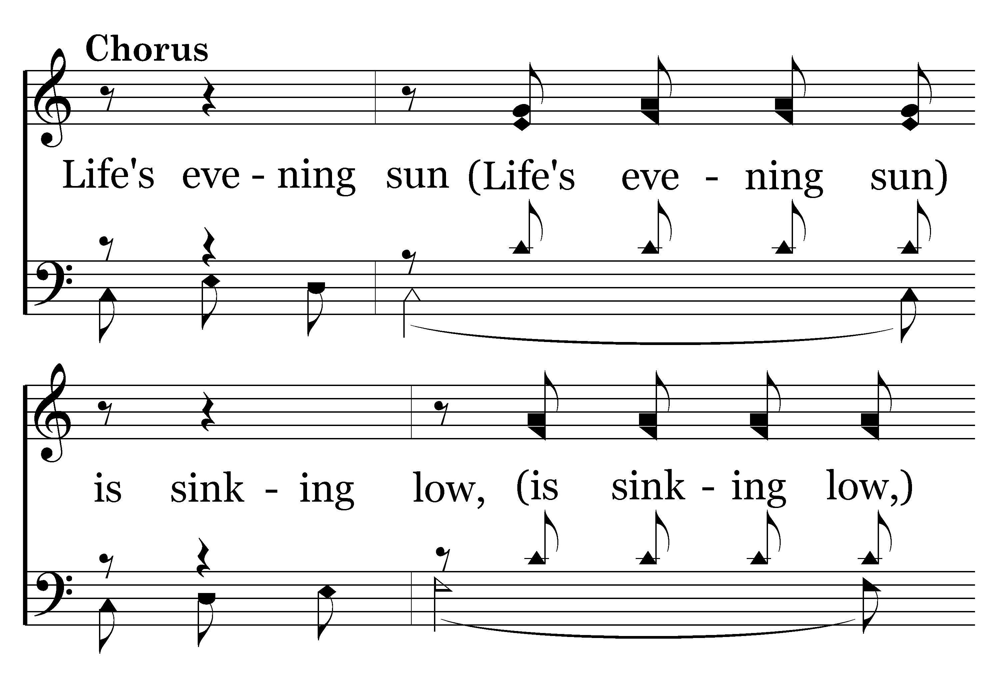 Chorus
Life's eve - ning sun (Life's eve - ning sun)
is sink - ing low, (is sink - ing low,)